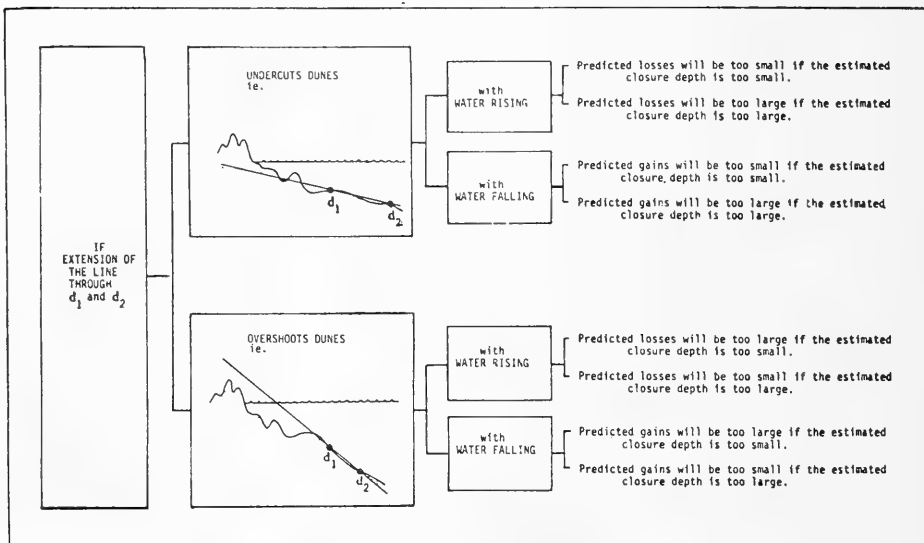 IF
EXTENSION OF
THE LINE
THROUGH
d1 and d2
UNDERCUTS DUNES
ie.
d1
d2
with
WATER RISING
Predicted losses will be too small if the estimated
closure depth is too small.
Predicted losses will be too large if the estimated
closure depth is too large.
with
WATER FALLING
Predicted gains will be too small if the estimated
closure depth is too small.
Predicted gains will be too large if the estimated
closure depth is too large.
OVERSHOOTS DUNES
ie.
d1
d2
with
WATER RISING
Predicted losses will be too large if the estimated
closure depth is too small.
Predicted losses will be too small if the estimated
closure depth is too large.
with
WATER FALLING
Predicted gains will be too large if the estimated
closure depth is too small.
Predicted gains will be too small if the estimated
closure depth is too large.